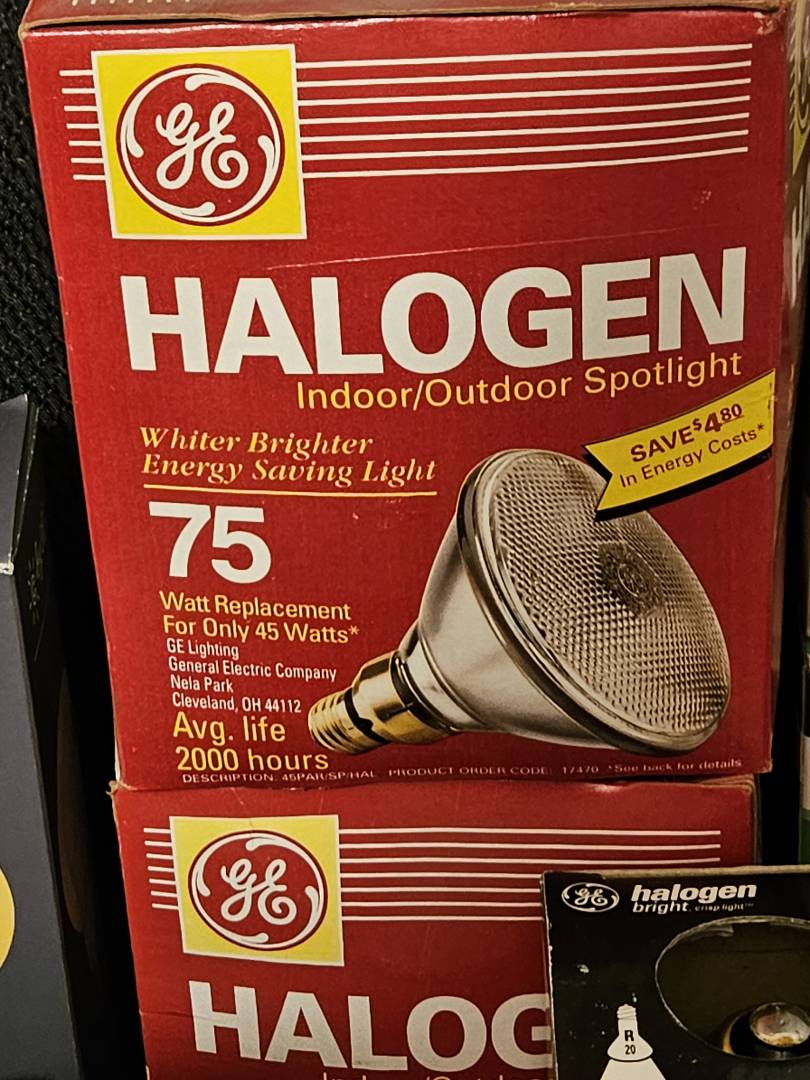 GE
HALOGEN
Indoor/Outdoor Spotlight
Whiter Brighter
Energy Saving Light
SAVE $4.80
In Energy Costs*
75
Watt Replacement
For Only 45 Watts*
GE Lighting
General Electric Company
Nela Park
Cleveland, OH 44112
Avg. life
2000 hours
DESCRIPTION: 45PAR/SP/HAL PRODUCT ORDER CODE: 17470 *See back for details
GE
HALOG
GE halogen
bright. crisp light™
R
20